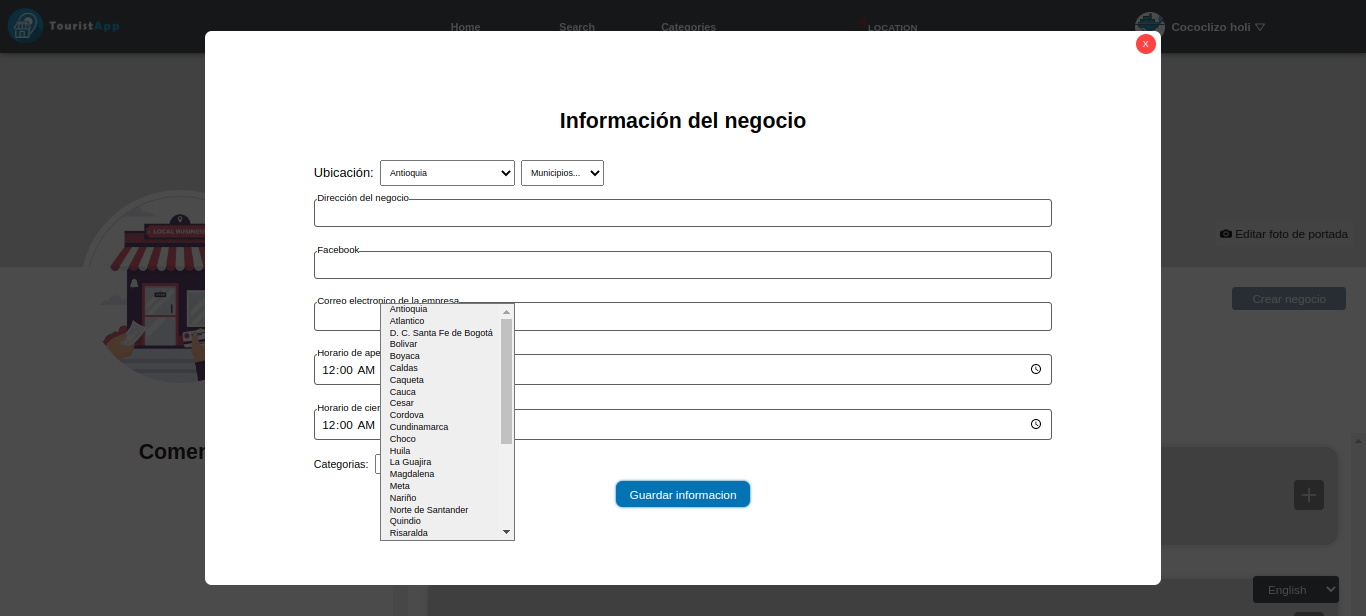 TouristApp
Home
Search
Categories
LOCATION
Cococlizo holi
X
Información del negocio
Ubicación:
Antioquia
Municipios...
Dirección del negocio
LOCAL BUSINESS
Editar foto de portada
Facebook
Crear negocio
Correo electronico de la empresa
Antioquia
Atlantico
D. C. Santa Fe de Bogotá
Bolivar
Boyaca
Caldas
Caqueta
Cauca
Cesar
Cordova
Cundinamarca
Choco
Huila
La Guajira
Magdalena
Meta
Nariño
Norte de Santander
Quindio
Risaralda
Horario de ape
12:00 AM
Horario de cier
12:00 AM
Comer
Categorias:
Guardar informacion
English